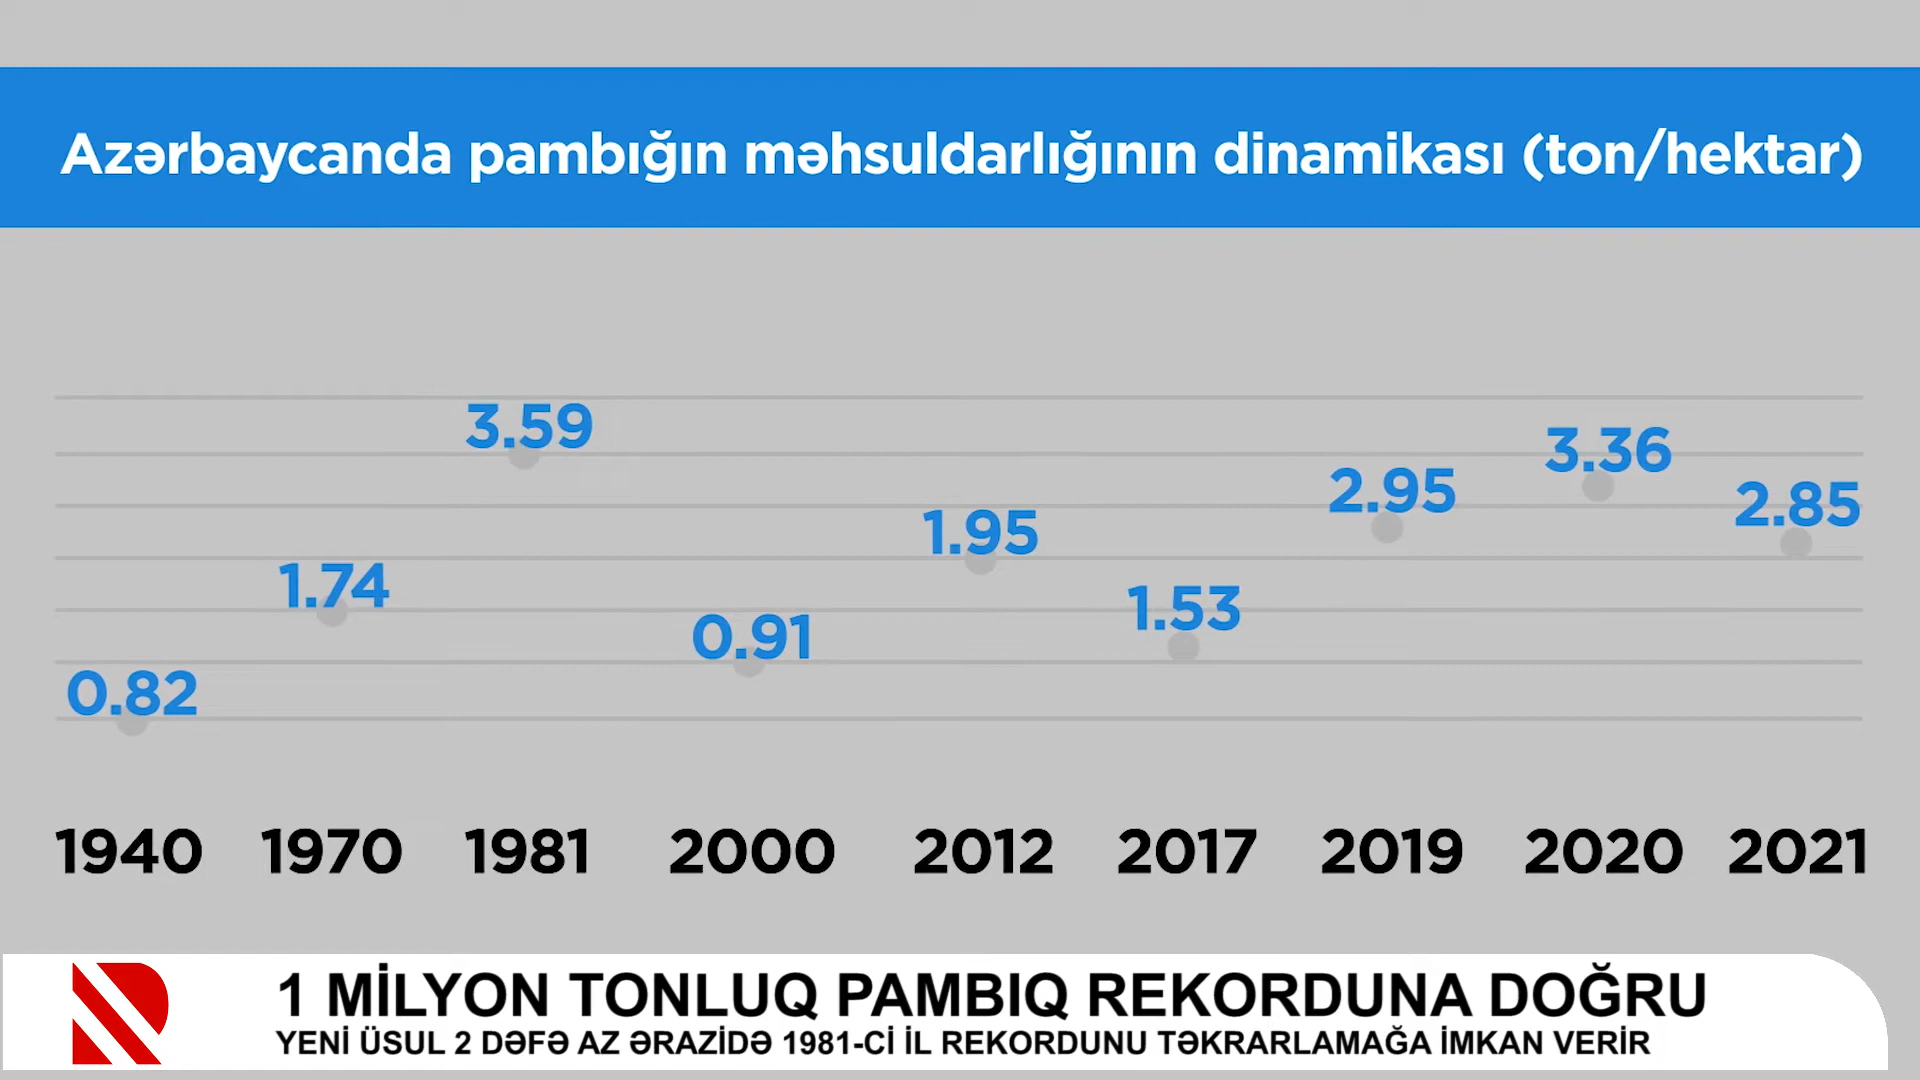 Azərbaycanda pambığın məhsuldarlığının dinamikası (ton/hektar)
0.82 1.74 3.59 0.91 1.95 1.53 2.95 3.36 2.85
1940 1970 1981 2000 2012 2017 2019 2020 2021
1 MİLYON TONLUQ PAMBIQ REKORDUNA DOĞRU
YENİ ÜSUL 2 DƏFƏ AZ ƏRAZİDƏ 1981-Cİ İL REKORDUNU TƏKRARLAMAĞA İMKAN VERİR